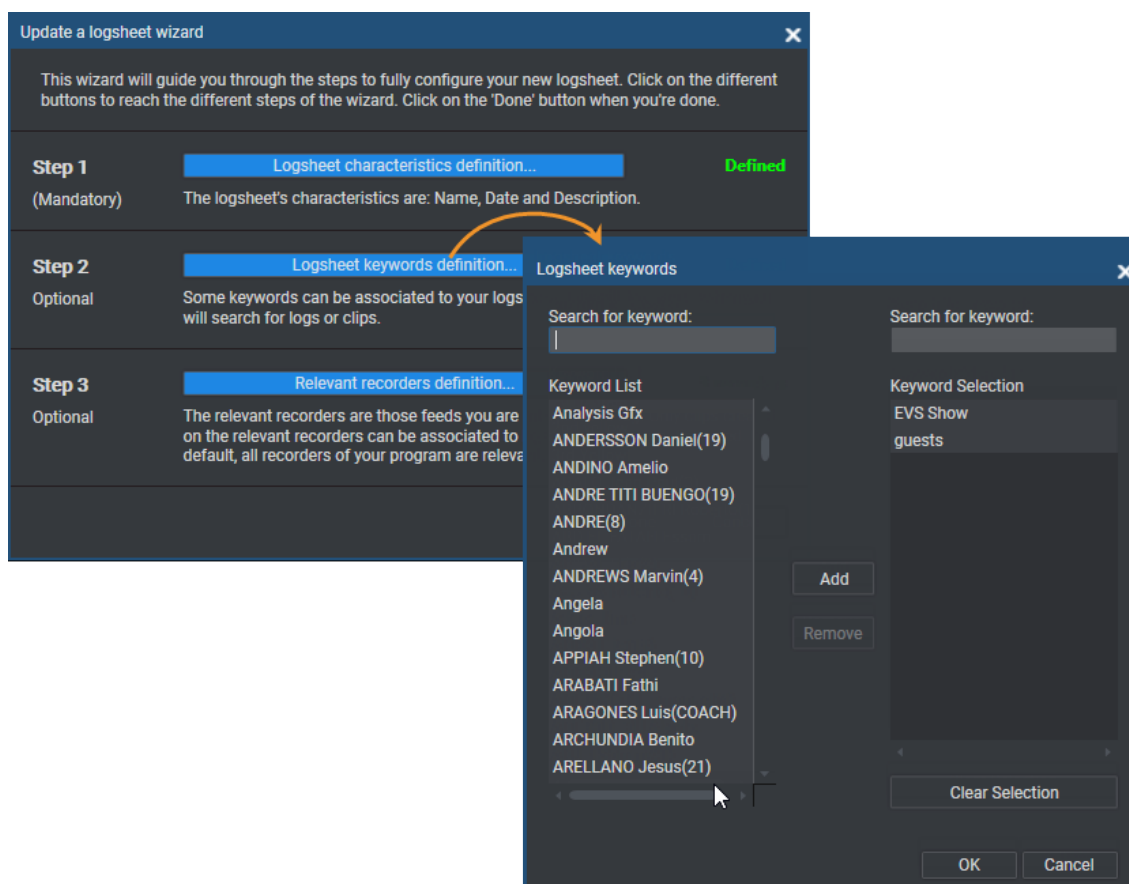 Update a logsheet wizard
This wizard will guide you through the steps to fully configure your new logsheet. Click on the different
buttons to reach the different steps of the wizard. Click on the 'Done' button when you're done.
Step 1
Logsheet characteristics definition...
Defined
(Mandatory)
The logsheet's characteristics are: Name, Date and Description.
Step 2
Logsheet keywords definition...
Optional
Some keywords can be associated to your logs
will search for logs or clips.
Step 3
Relevant recorders definition...
Optional
The relevant recorders are those feeds you are
on the relevant recorders can be associated to
default, all recorders of your program are releva
Logsheet keywords
Search for keyword:
Keyword List
Analysis Gfx
ANDERSSON Daniel(19)
ANDINO Amelio
ANDRE TITI BUENGO(19)
ANDRE(8)
Andrew
ANDREWS Marvin(4)
Angela
Angola
APPIAH Stephen(10)
ARABATI Fathi
ARAGONES Luis(COACH)
ARCHUNDIA Benito
ARELLANO Jesus(21)
Add
Remove
Search for keyword:
Keyword Selection
EVS Show
guests
Clear Selection
OK
Cancel